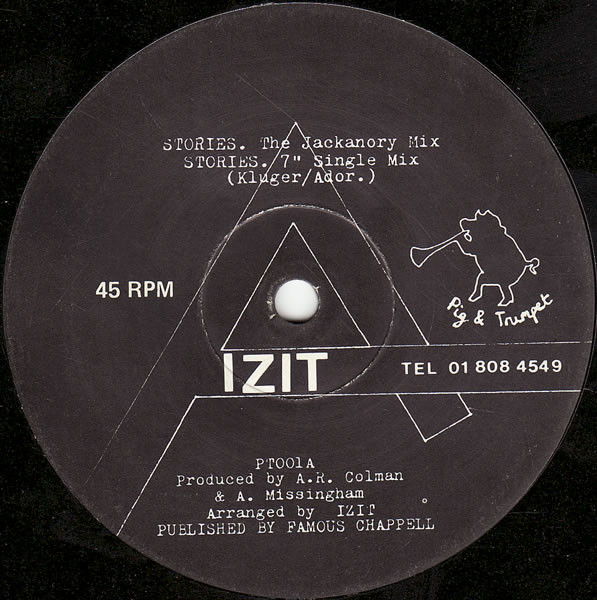 STORIES. The Jackanory Mix
STORIES. 7" Single Mix
(Kluger/Ador.)
45 RPM
Pig & Trumpet
IZIT
TEL 01 808 4549
PTOO1A
Produced by A.R. Colman
& A. Missingham
Arranged by IZIT
PUBLISHED BY FAMOUS CHAPPELL